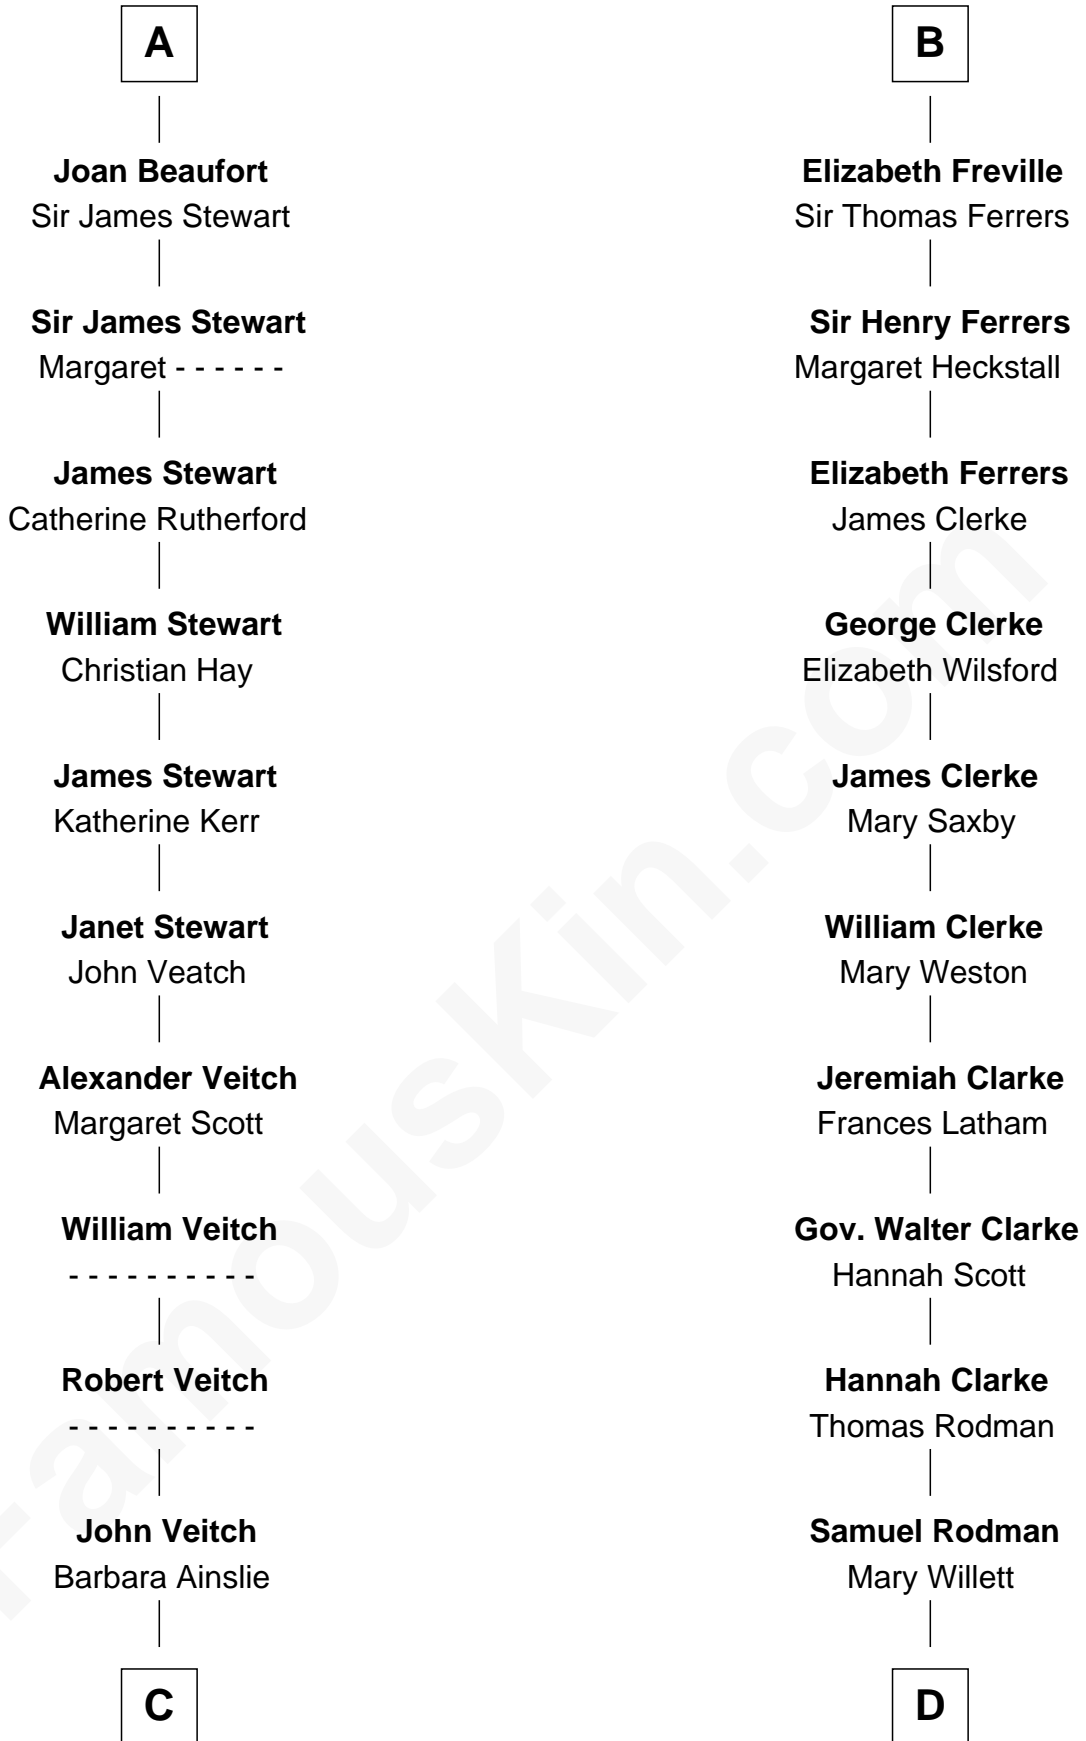 A
Joan Beaufort
Sir James Stewart
Sir James Stewart
Margaret - - - - - -
James Stewart
Catherine Rutherford
William Stewart
Christian Hay
James Stewart
Katherine Kerr
Janet Stewart
John Veatch
Alexander Veitch
Margaret Scott
William Veitch
- - - - - - - - - -
Robert Veitch
- - - - - - - - - -
John Veitch
Barbara Ainslie
C
B
Elizabeth Freville
Sir Thomas Ferrers
Sir Henry Ferrers
Margaret Heckstall
Elizabeth Ferrers
James Clerke
George Clerke
Elizabeth Wilsford
James Clerke
Mary Saxby
William Clerke
Mary Weston
Jeremiah Clarke
Frances Latham
Gov. Walter Clarke
Hannah Scott
Hannah Clarke
Thomas Rodman
Samuel Rodman
Mary Willett
D
FamousKin.com